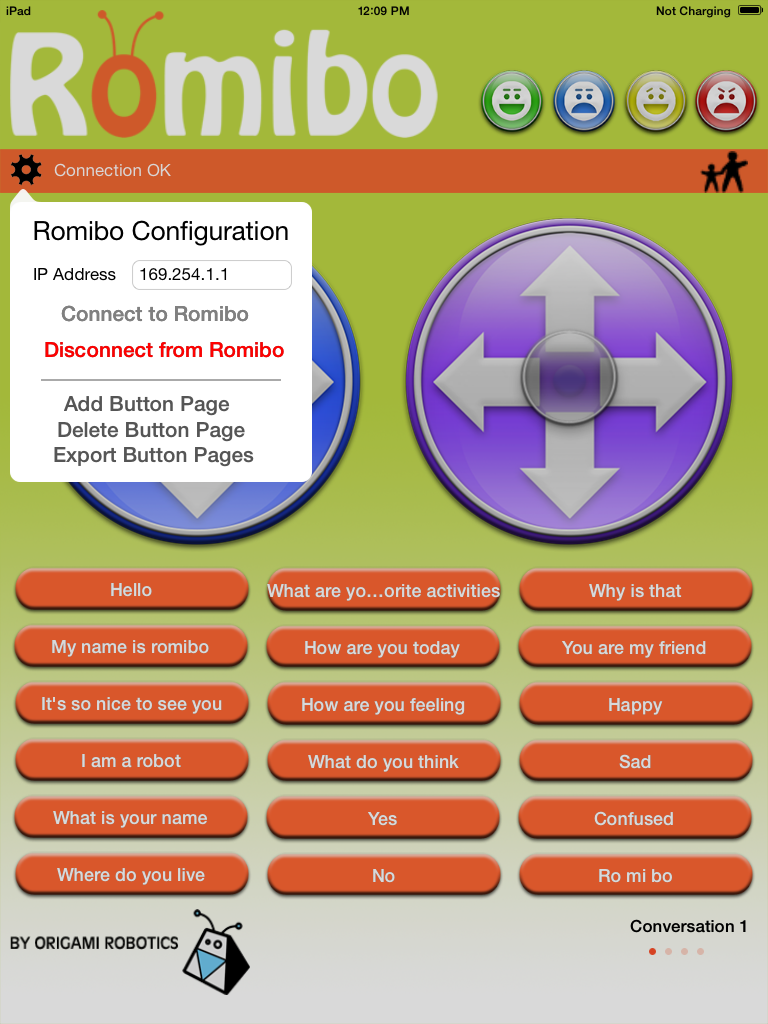 iPad
12:09 PM
Not Charging
Romibo
Connection OK
Romibo Configuration
IP Address
169.254.1.1
Connect to Romibo
Disconnect from Romibo
Add Button Page
Delete Button Page
Export Button Pages
Hello
What are yo...orite activities
Why is that
My name is romibo
How are you today
You are my friend
It's so nice to see you
How are you feeling
Happy
I am a robot
What do you think
Sad
What is your name
Yes
Confused
Where do you live
No
Ro mi bo
BY ORIGAMI ROBOTICS
Conversation 1